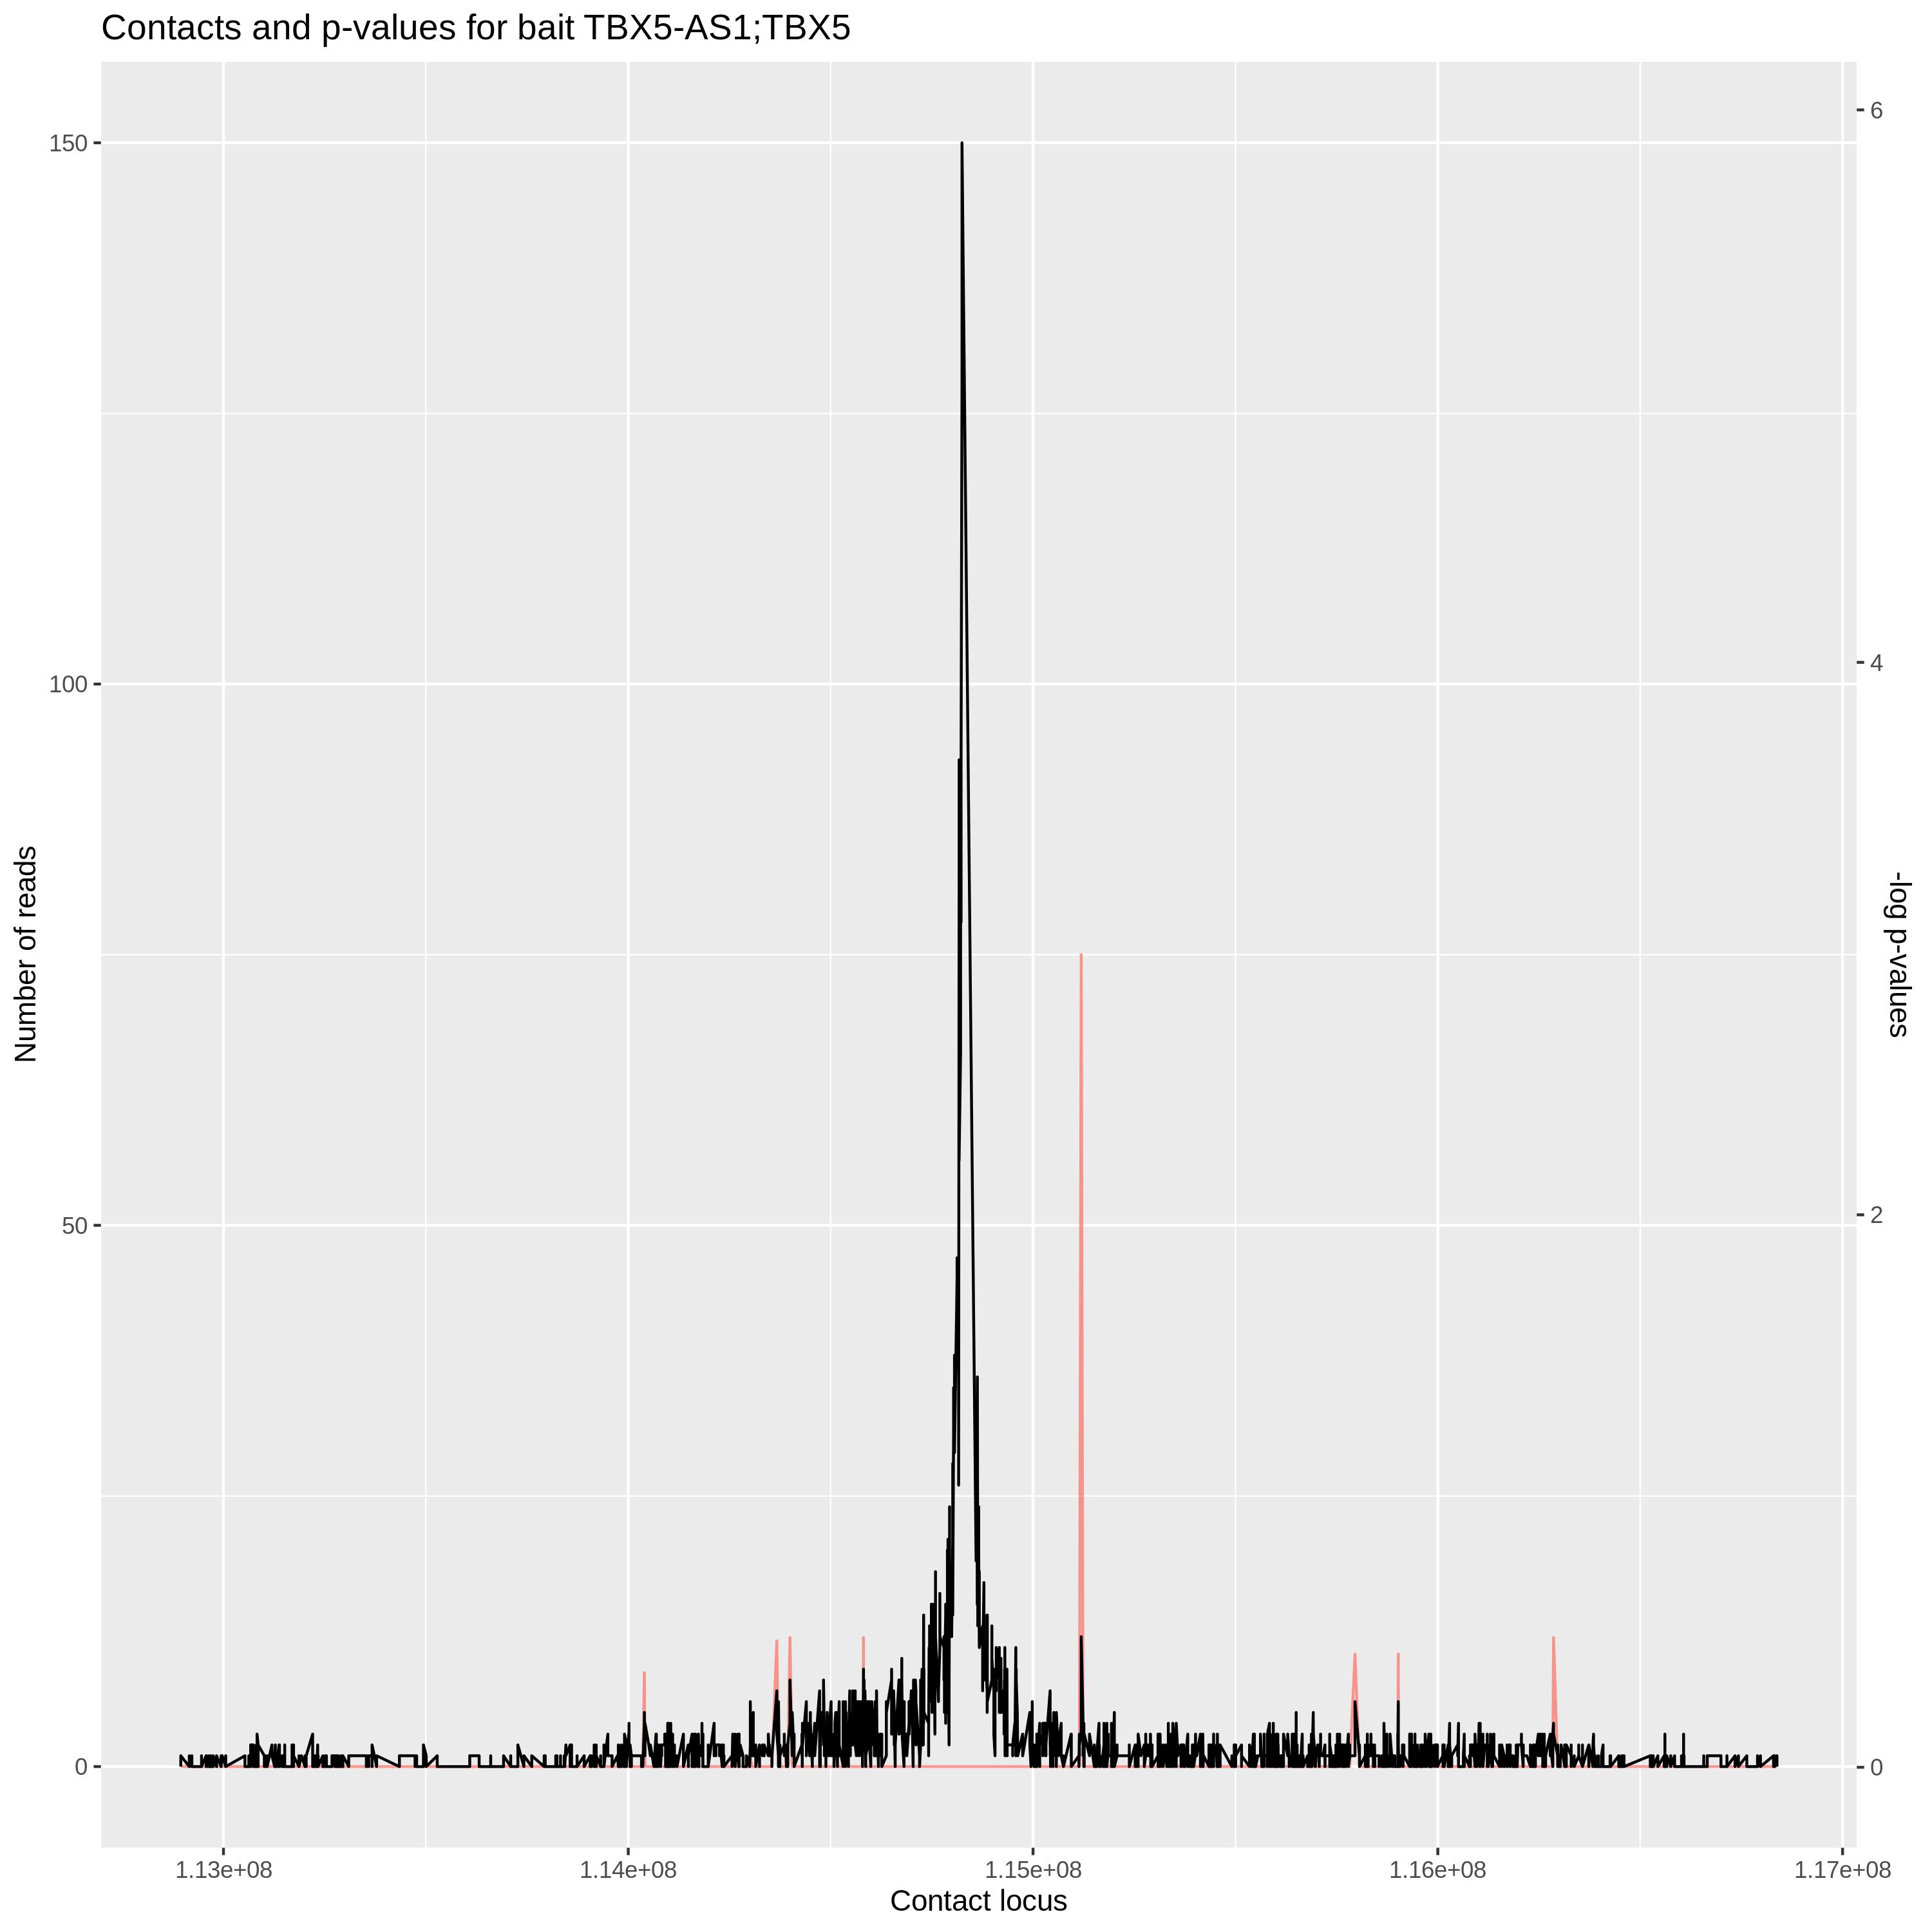 Contacts and p-values for bait TBX5-AS1;TBX5
150
100
50
0
Number of reads
6
4
2
0
-log p-values
1.13e+08
1.14e+08
1.15e+08
1.16e+08
1.17e+08
Contact locus